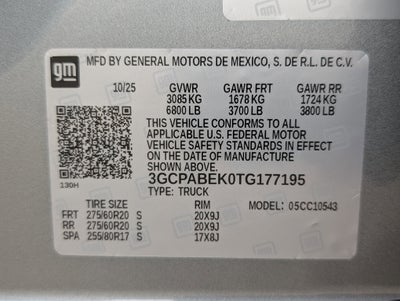 gm MFD BY GENERAL MOTORS DE MEXICO, S. DE R.L. DE C.V.
10/25 GVWR GAWR FRT GAWR RR
3085 KG 1678 KG 1724 KG
6800 LB 3700 LB 3800 LB
THIS VEHICLE CONFORMS TO ALL
APPLICABLE U.S. FEDERAL MOTOR
VEHICLE SAFETY STANDARDS IN EFFECT
ON THE DATE OF MANUFACTURE
SHOWN ABOVE.
3GCPABEK0TG177195
130H TYPE: TRUCK
TIRE SIZE RIM MODEL: 05CC10543
FRT 275/60R20 S 20X9J
RR 275/60R20 S 20X9J
SPA 255/80R17 S 17X8J